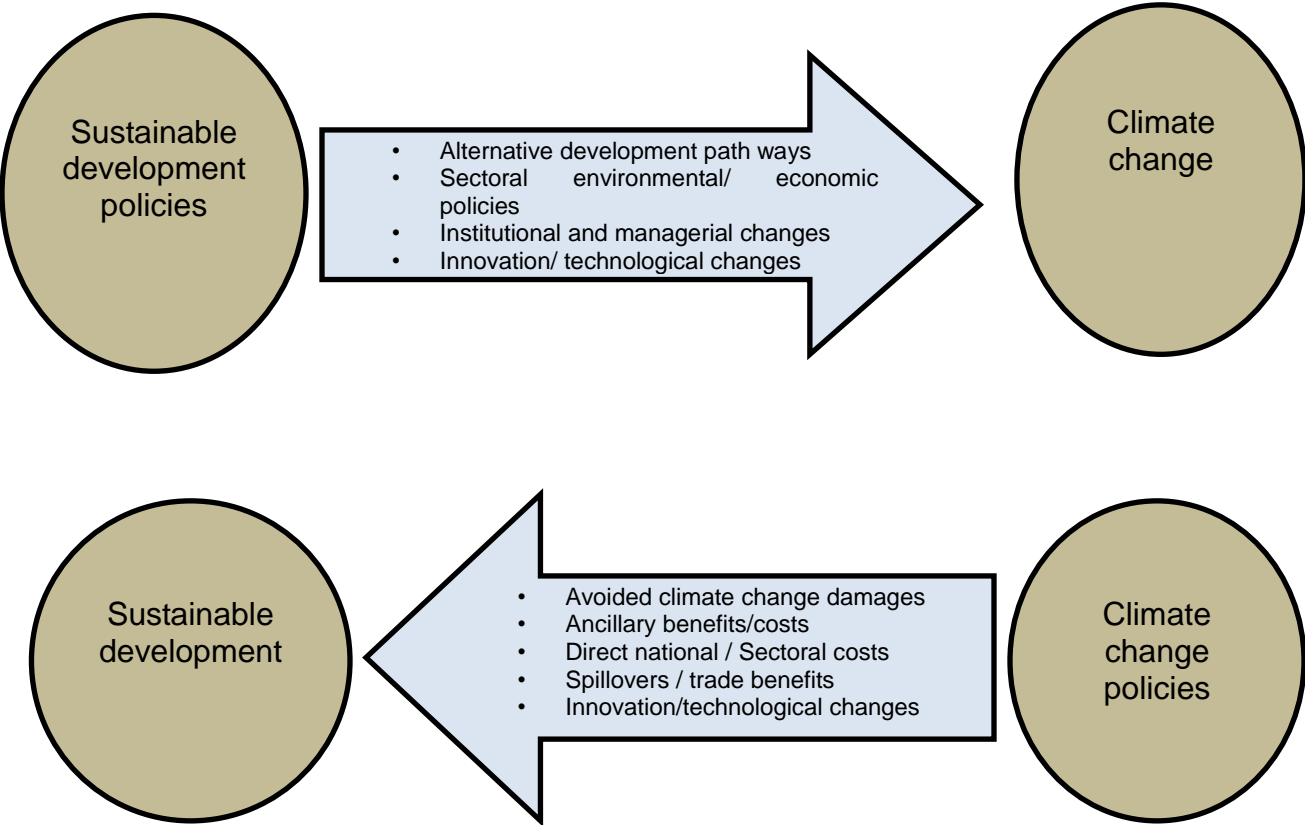 Sustainable
development
policies
• Alternative development path ways
• Sectoral environmental/ economic
policies
• Institutional and managerial changes
• Innovation/ technological changes
Climate
change
Sustainable
development
• Avoided climate change damages
• Ancillary benefits/costs
• Direct national / Sectoral costs
• Spillovers / trade benefits
• Innovation/technological changes
Climate
change
policies